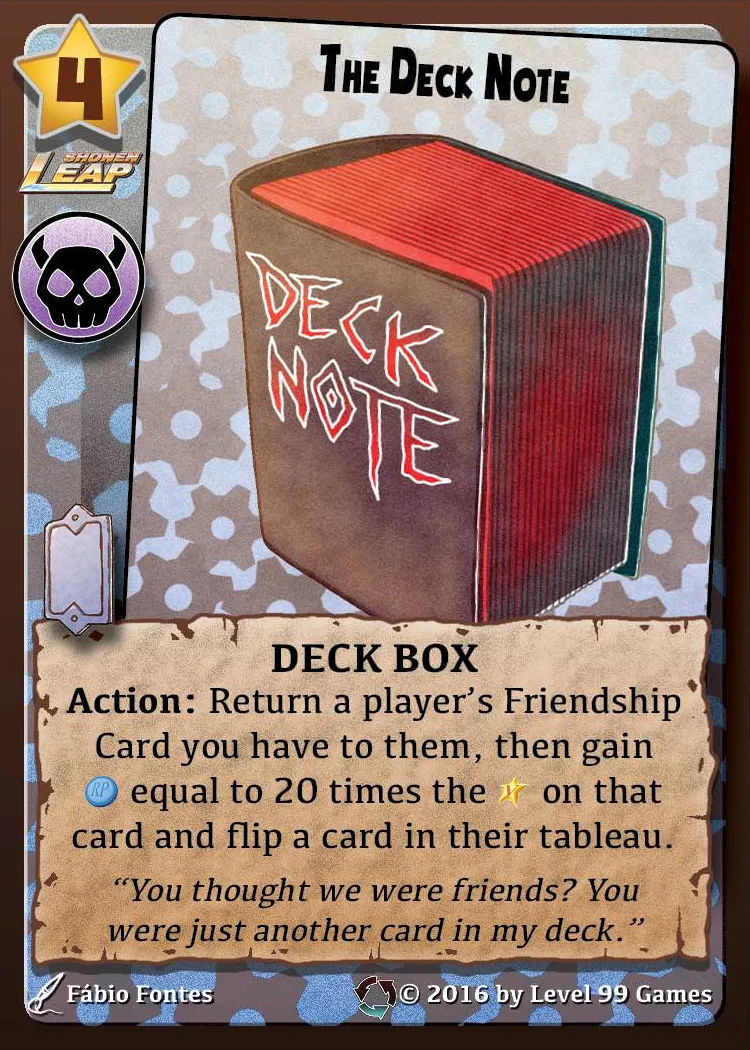 The Deck Note
4
SHONEN
LEAP
DECK
NOTE
DECK BOX
Action: Return a player’s Friendship
Card you have to them, then gain
RP equal to 20 times the ★ on that
card and flip a card in their tableau.
“You thought we were friends? You
were just another card in my deck.”
Fábio Fontes
© 2016 by Level 99 Games